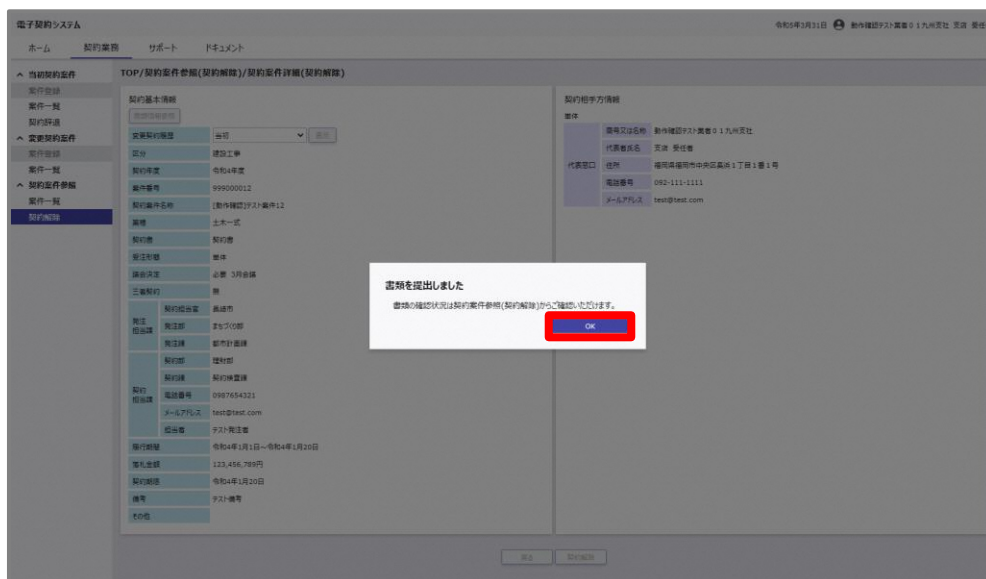 電子契約システム
令和5年3月31日 動作確認テスト業者01九州支社 支店 受任
ホーム 契約業務 サポート ドキュメント
当初契約案件
案件登録
案件一覧
契約辞退
変更契約案件
案件登録
案件一覧
契約案件参照
案件一覧
契約解除
TOP/契約案件参照(契約解除)/契約案件詳細(契約解除)
契約基本情報
変更契約履歴 当初
区分 建設工事
契約年度 令和4年度
案件番号 999000012
契約案件名称 [動作確認]テスト案件12
業種 土木一式
契約書 契約書
受注形態 単体
議会決定 必要 3月会議
三者契約 無
発注担当課
契約担当官 長崎市
発注部 まちづくり部
発注課 都市計画課
契約担当課
契約部 理財部
契約課 契約検査課
電話番号 0987654321
メールアドレス test@test.com
担当者 テスト発注者
履行期間 令和4年1月1日～令和4年1月20日
落札金額 123,456,789円
契約期限 令和4年1月20日
備考 テスト備考
その他
契約相手方情報
単体
代表窓口
商号又は名称 動作確認テスト業者01九州支社
代表者氏名 支店 受任者
住所 福岡県福岡市中央区長浜1丁目1番1号
電話番号 092-111-1111
メールアドレス test@test.com
書類を提出しました
書類の確認状況は契約案件参照(契約解除)からご確認いただけます。
OK
戻る 契約解除